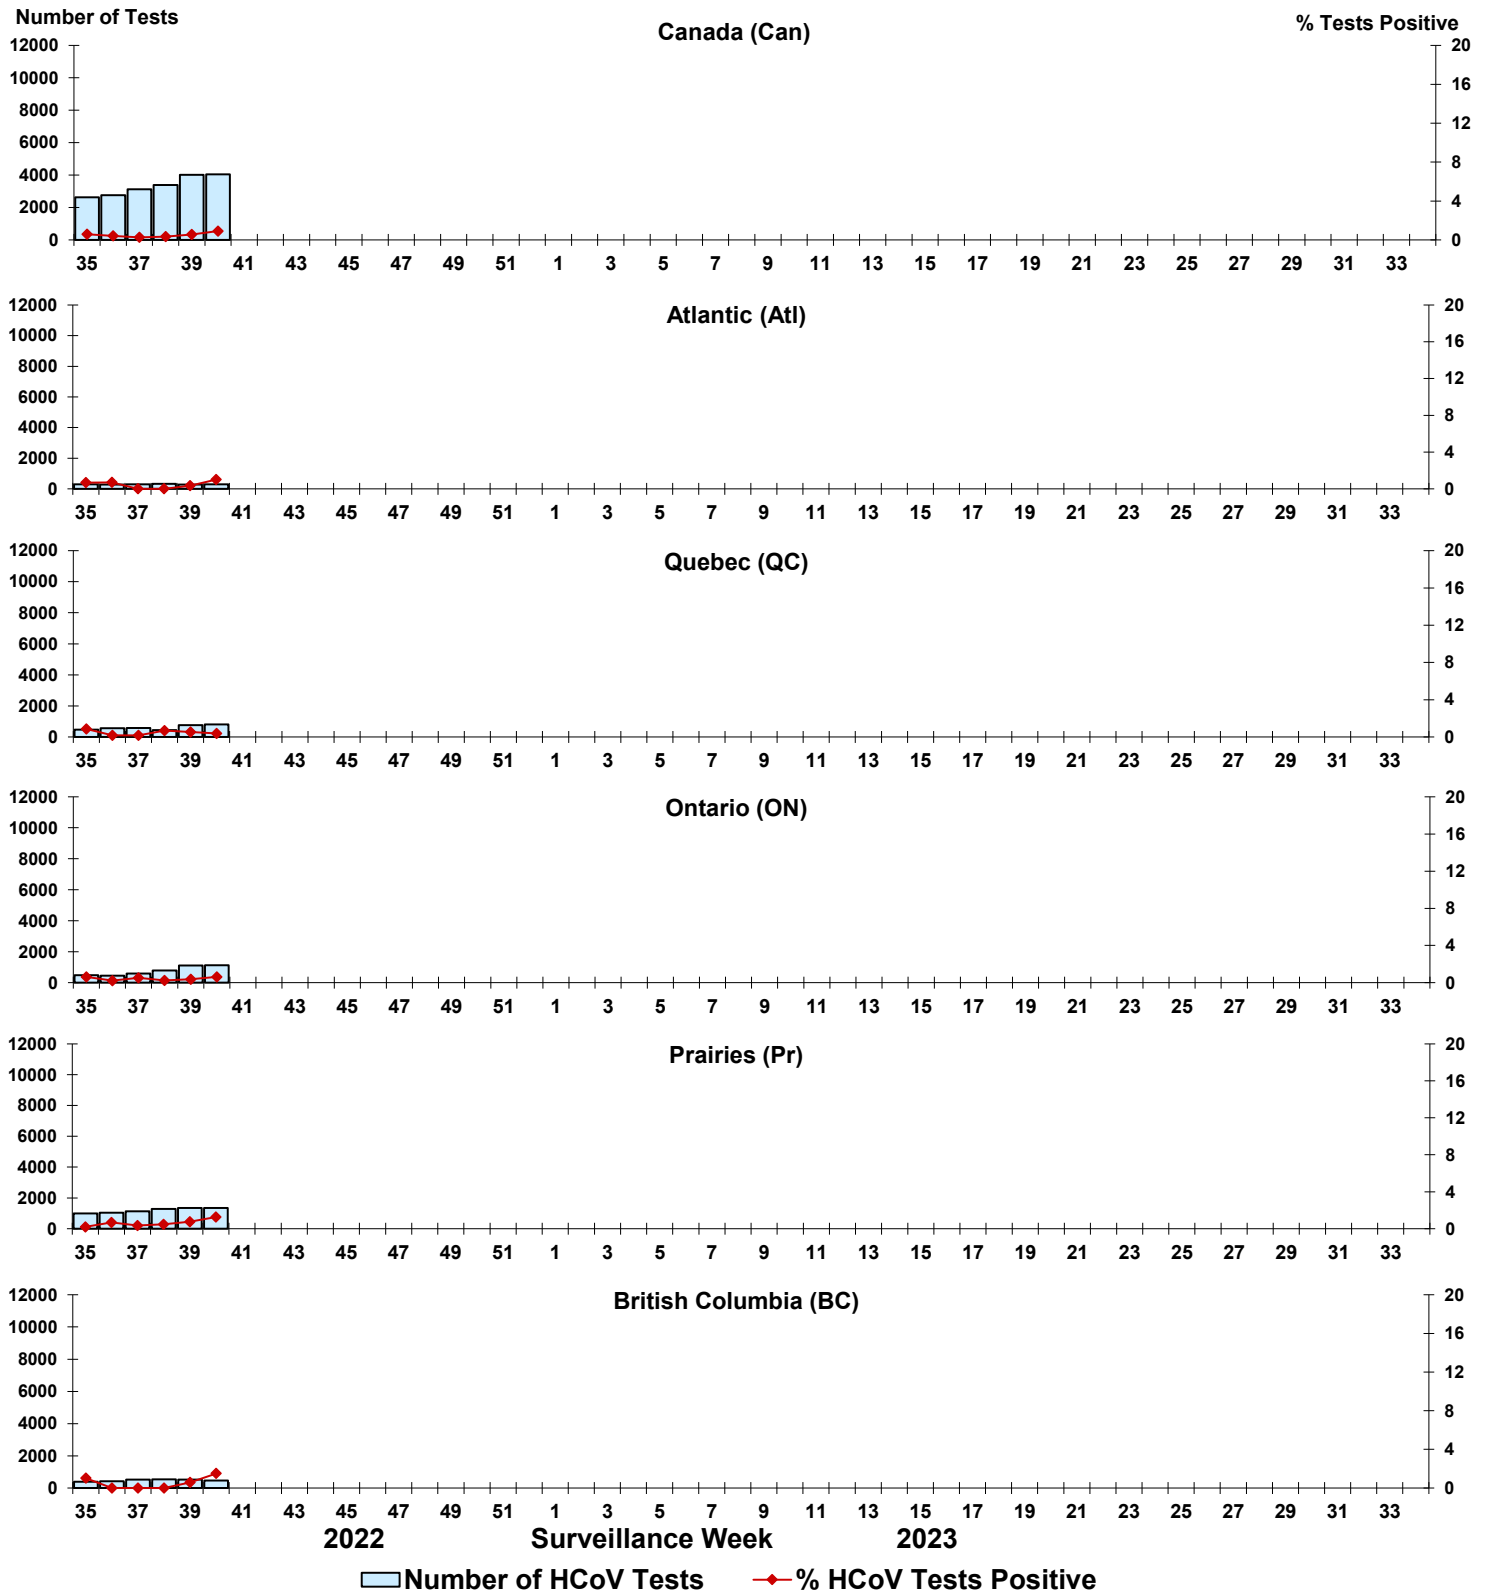 Number of Tests
Canada (Can)
% Tests Positive
12000 20
10000 16
8000 12
6000 8
4000 4
2000 0
0
35 37 39 41 43 45 47 49 51 1 3 5 7 9 11 13 15 17 19 21 23 25 27 29 31 33
Atlantic (Atl)
12000 20
10000 16
8000 12
6000 8
4000 4
2000 0
0
35 37 39 41 43 45 47 49 51 1 3 5 7 9 11 13 15 17 19 21 23 25 27 29 31 33
Quebec (QC)
12000 20
10000 16
8000 12
6000 8
4000 4
2000 0
0
35 37 39 41 43 45 47 49 51 1 3 5 7 9 11 13 15 17 19 21 23 25 27 29 31 33
Ontario (ON)
12000 20
10000 16
8000 12
6000 8
4000 4
2000 0
0
35 37 39 41 43 45 47 49 51 1 3 5 7 9 11 13 15 17 19 21 23 25 27 29 31 33
Prairies (Pr)
12000 20
10000 16
8000 12
6000 8
4000 4
2000 0
0
35 37 39 41 43 45 47 49 51 1 3 5 7 9 11 13 15 17 19 21 23 25 27 29 31 33
British Columbia (BC)
12000 20
10000 16
8000 12
6000 8
4000 4
2000 0
0
35 37 39 41 43 45 47 49 51 1 3 5 7 9 11 13 15 17 19 21 23 25 27 29 31 33
2022 Surveillance Week 2023
Number of HCoV Tests % HCoV Tests Positive